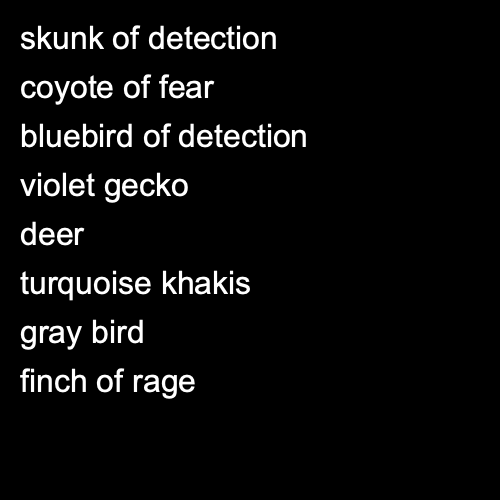 skunk of detection
coyote of fear
bluebird of detection
violet gecko
deer
turquoise khakis
gray bird
finch of rage